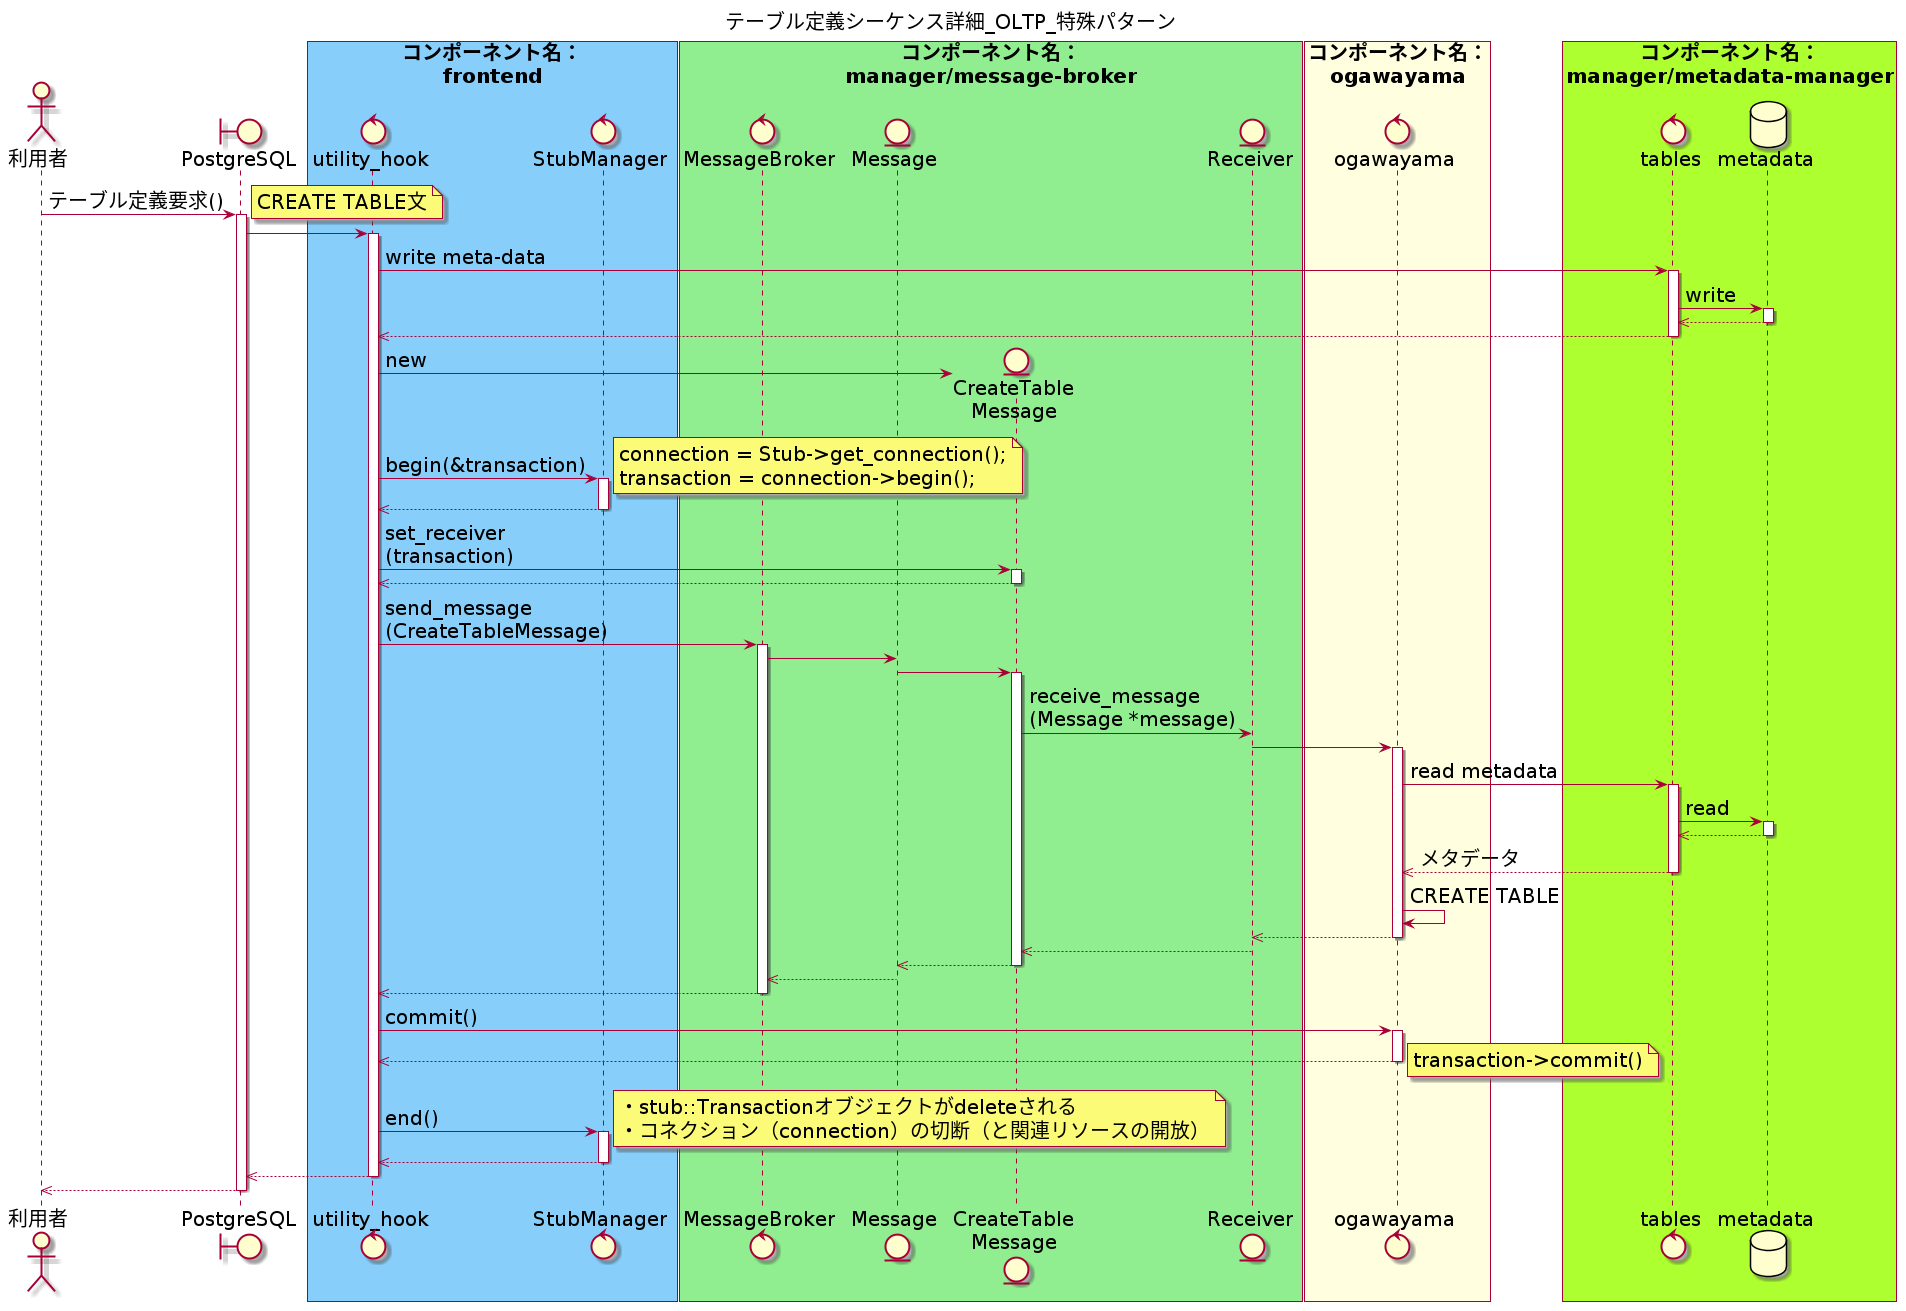 テーブル定義シーケンス詳細_OLTP_特殊パターン
コンポーネント名：
frontend
コンポーネント名：
manager/message-broker
コンポーネント名：
ogawayama
コンポーネント名：
manager/metadata-manager
利用者
PostgreSQL
utility_hook
StubManager
MessageBroker
Message
Receiver
ogawayama
tables
metadata
テーブル定義要求()
CREATE TABLE文
write meta-data
write
new
CreateTable
Message
connection = Stub->get_connection();
transaction = connection->begin();
begin(&transaction)
set_receiver
(transaction)
send_message
(CreateTableMessage)
receive_message
(Message *message)
read metadata
read
メタデータ
CREATE TABLE
commit()
transaction->commit()
・stub::Transactionオブジェクトがdeleteされる
・コネクション（connection）の切断（と関連リソースの開放）
end()
利用者
PostgreSQL
utility_hook
StubManager
MessageBroker
Message
CreateTable
Message
Receiver
ogawayama
tables
metadata